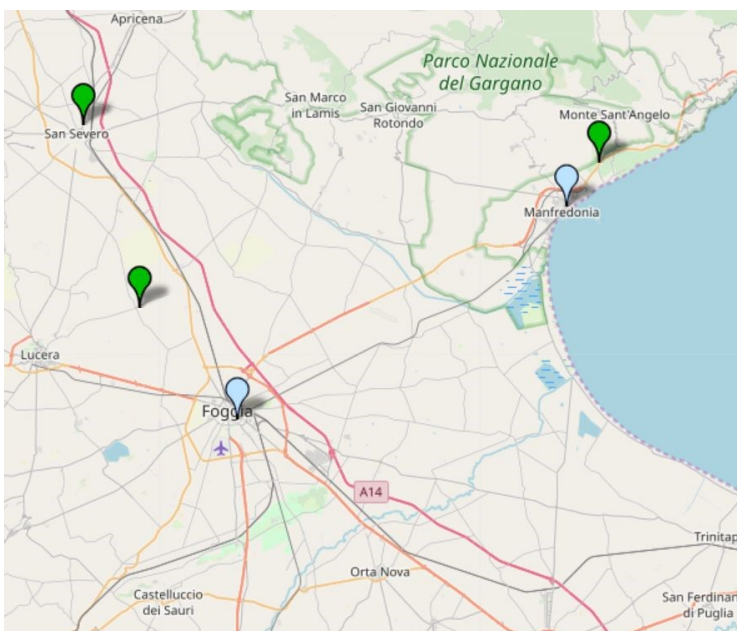 Apricena
Parco Nazionale
del Gargano
San Marco
in Lamis
San Giovanni
Rotondo
Monte Sant'Angelo
San Severo
Manfredonia
Lucera
Foggia
A14
Trinitap
Orta Nova
Castelluccio
dei Sauri
San Ferdinan
di Puglia